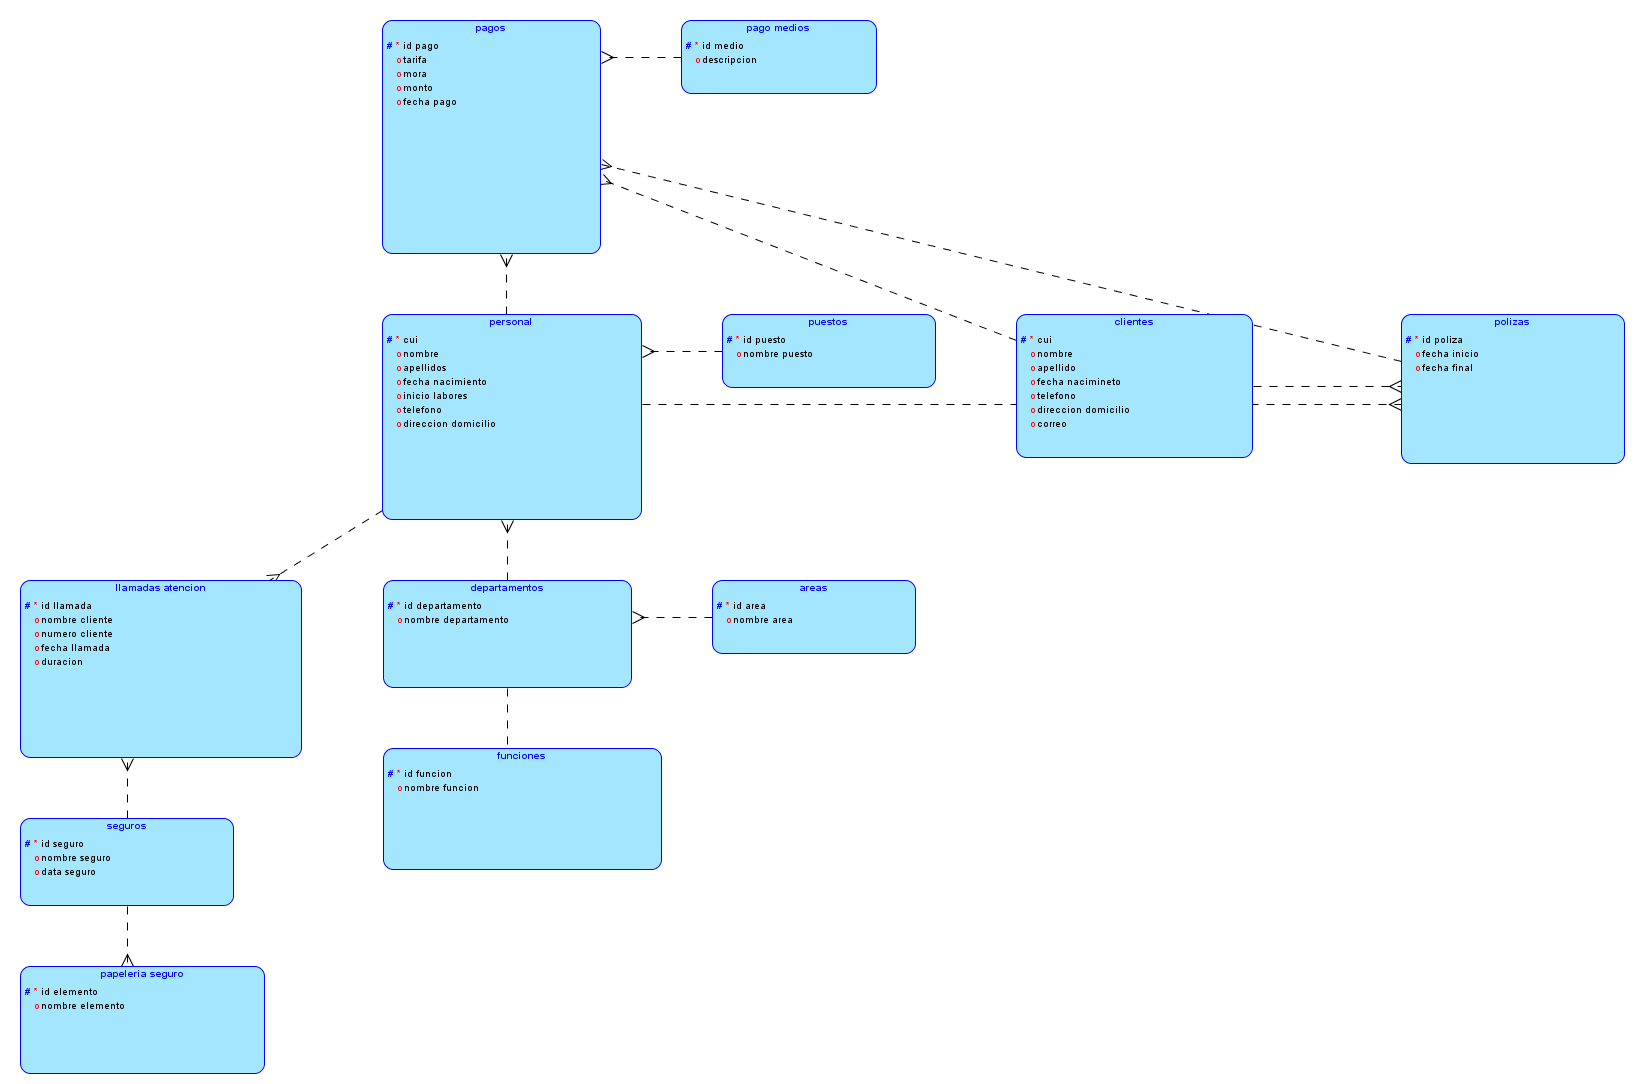 pagos
# * id pago
o tarifa
o mora
o monto
o fecha pago
pago medios
# * id medio
o descripcion
personal
# * cui
o nombre
o apellidos
o fecha nacimiento
o inicio labores
o telefono
o direccion domicilio
puestos
# * id puesto
o nombre puesto
clientes
# * cui
o nombre
o apellido
o fecha nacimineto
o telefono
o direccion domicilio
o correo
polizas
# * id poliza
o fecha inicio
o fecha final
llamadas atencion
# * id llamada
o nombre cliente
o numero cliente
o fecha llamada
o duracion
departamentos
# * id departamento
o nombre departamento
areas
# * id area
o nombre area
funciones
# * id funcion
o nombre funcion
seguros
# * id seguro
o nombre seguro
o data seguro
papeleria seguro
# * id elemento
o nombre elemento